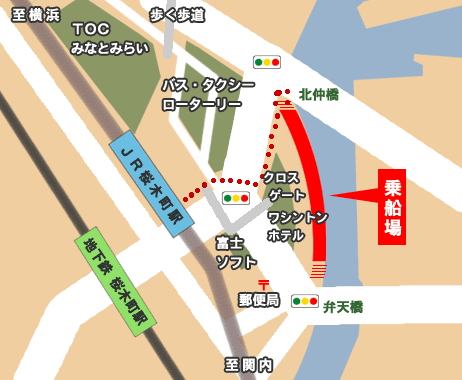 至横浜
歩く歩道
TOC
みなとみらい
バス・タクシー
ロータリー
北仲橋
JR桜木町駅
クロス
ゲート
乗船場
ワシントン
ホテル
富士
ソフト
地下鉄 桜木町駅
〒
郵便局
弁天橋
至関内